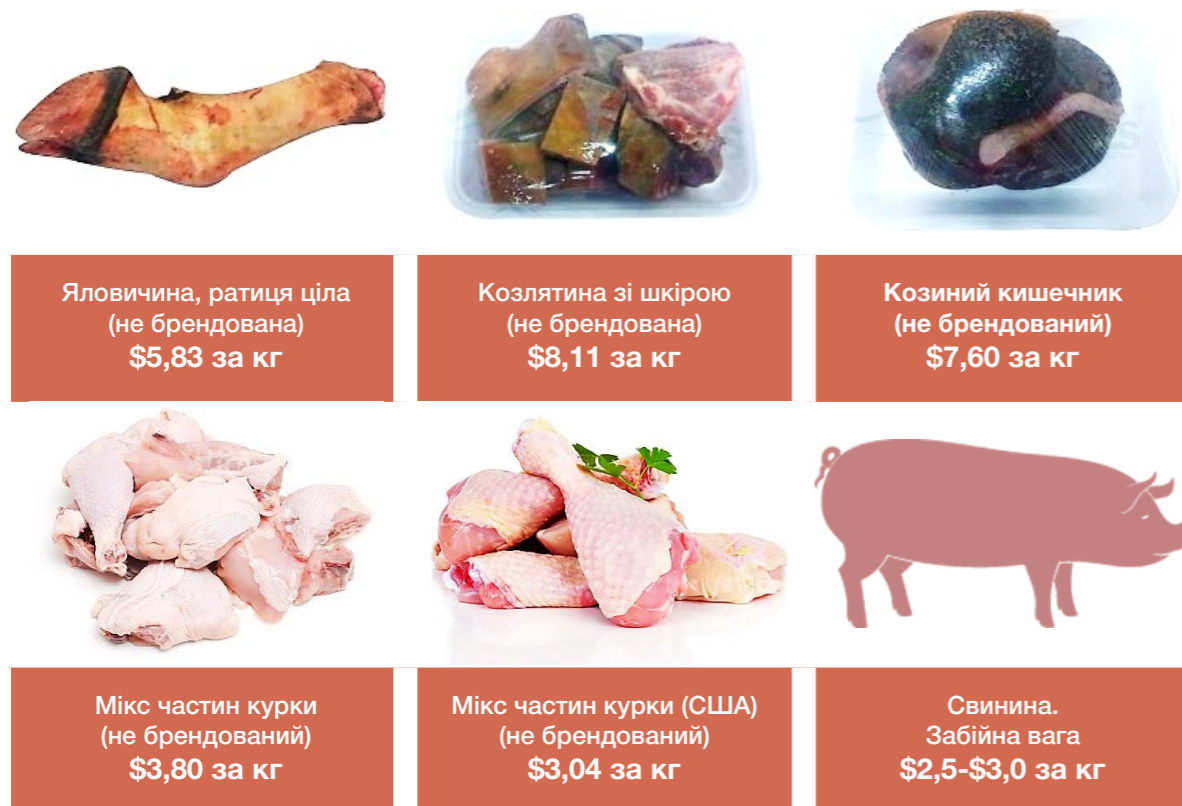 Яловичина, ратиця ціла
(не брендована)
$5,83 за кг
Козлятина зі шкірою
(не брендована)
$8,11 за кг
Козиний кишечник
(не брендований)
$7,60 за кг
Мікс частин курки
(не брендований)
$3,80 за кг
Мікс частин курки (США)
(не брендований)
$3,04 за кг
Свинина.
Забійна вага
$2,5-$3,0 за кг